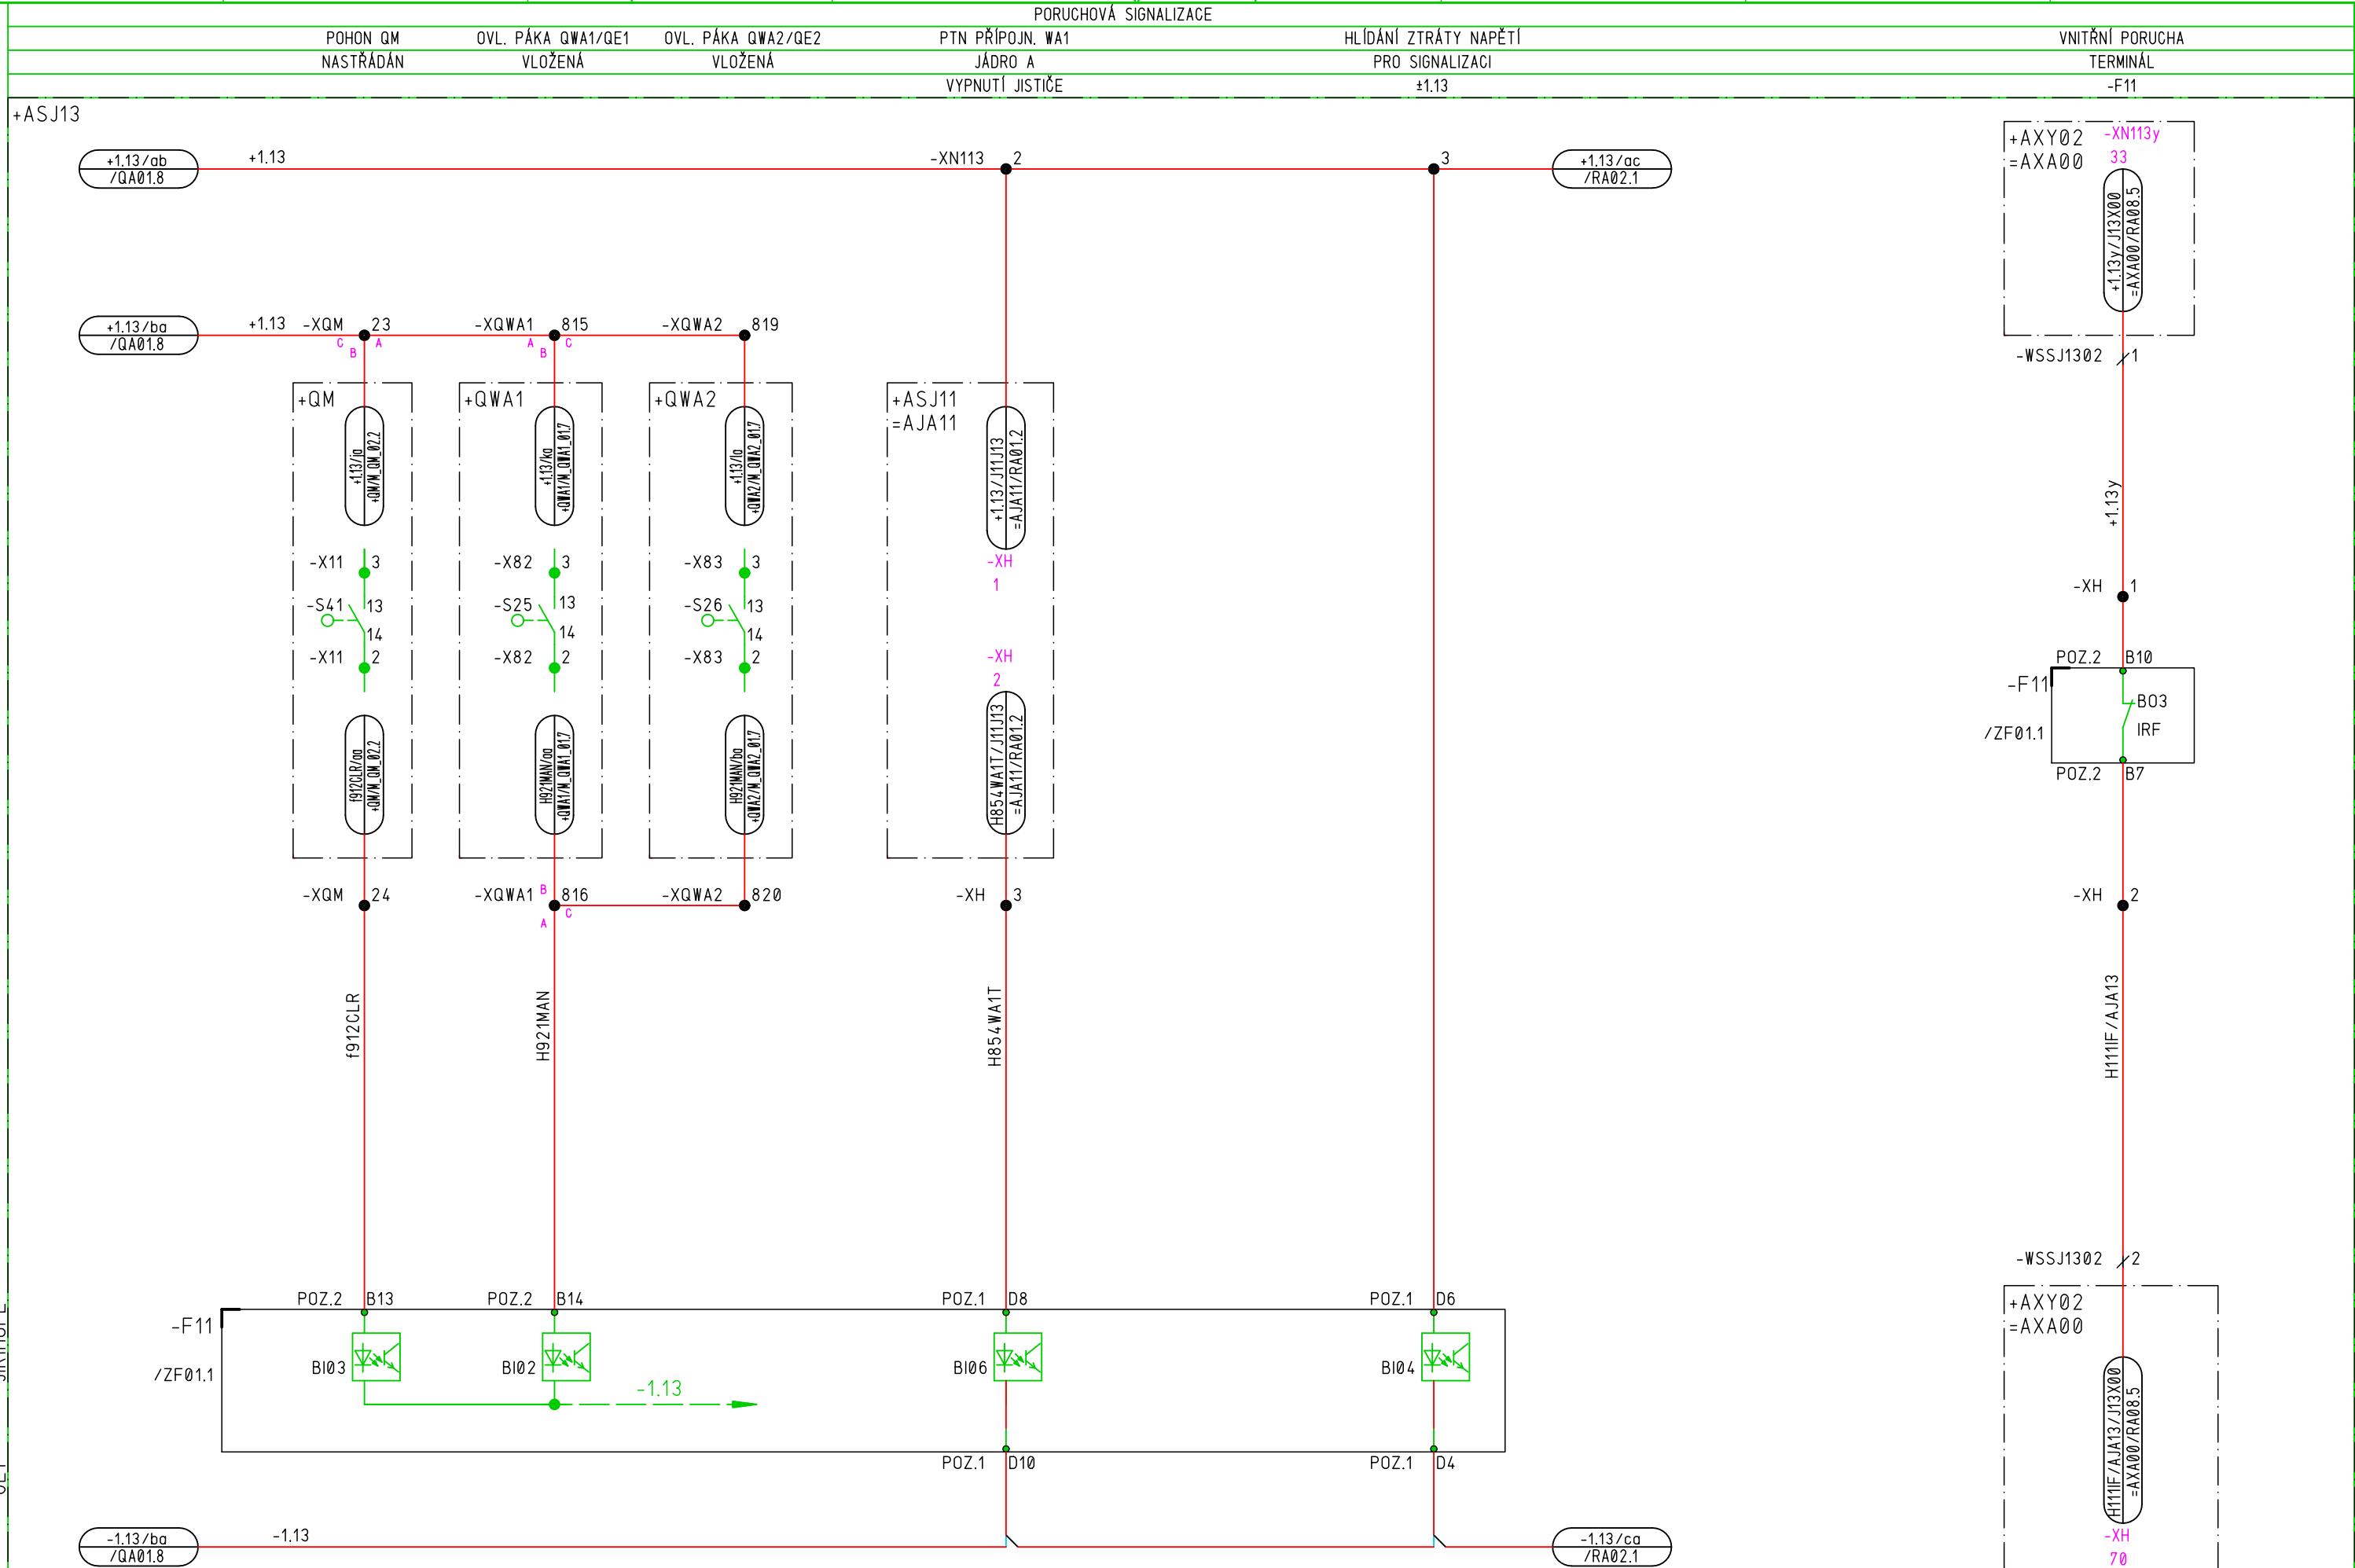 PORUCHOVÁ SIGNALIZACE
POHON QM OVL. PÁKA QWA1/QE1 OVL. PÁKA QWA2/QE2 PTN PŘÍPOJN. WA1 HLÍDÁNÍ ZTRÁTY NAPĚTÍ VNITŘNÍ PORUCHA
NASTŘÁDÁN VLOŽENÁ VLOŽENÁ JÁDRO A PRO SIGNALIZACI TERMINÁL
VYPNUTÍ JISTIČE ±1.13 -F11
+ASJ13
+1.13/ab
/QA01.8
+1.13
-XN113 2
3
+1.13/ac
/RA02.1
+AXY02
=AXA00
-XN113y
33
+1.13y/J13X00
=AXA00/RA08.5
+1.13/ba
/QA01.8
+1.13
-XQM 23
C B A
-XQWA1 815
A B C
-XQWA2 819
-WSSJ1302 1
+QM
+1.13/ja
+QM/M_QM_02.2
+QWA1
+1.13/ka
+QWA1/M_QWA1_01.7
+QWA2
+1.13/la
+QWA2/M_QWA2_01.7
+ASJ11
=AJA11
+1.13/J11J13
=AJA11/RA01.2
+1.13y
-X11 3
-X82 3
-X83 3
-XH
1
-XH 1
-S41 13
14
-S25 13
14
-S26 13
14
-X11 2
-X82 2
-X83 2
-XH
2
POZ.2 B10
-F11
BO3
IRF
/ZF01.1
POZ.2 B7
f912CLR/aa
+QM/M_QM_02.2
H921MAN/aa
+QWA1/M_QWA1_01.7
H921MAN/ba
+QWA2/M_QWA2_01.7
H854WA1T/J11J13
=AJA11/RA01.2
-XQM 24
-XQWA1 816
B A C
-XQWA2 820
-XH 3
-XH 2
f912CLR
H921MAN
H854WA1T
H111IF/AJA13
-WSSJ1302 2
POZ.2 B13
POZ.2 B14
POZ.1 D8
POZ.1 D6
-F11
/ZF01.1
BI03
BI02
BI06
BI04
-1.13
POZ.1 D10
POZ.1 D4
+AXY02
=AXA00
H111IF/AJA13/J13X00
=AXA00/RA08.5
-XH
70
-1.13/ba
/QA01.8
-1.13
-1.13/ca
/RA02.1